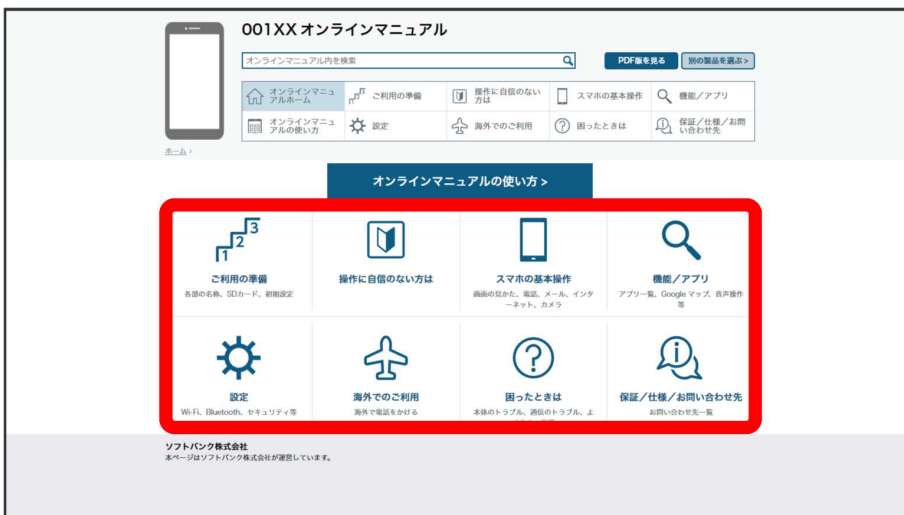 001XX オンラインマニュアル
オンラインマニュアル内を検索
PDF版を見る
別の製品を選ぶ>
オンラインマニュ
アルホーム
ご利用の準備
操作に自信のない
方は
スマホの基本操作
機能/アプリ
オンラインマニュ
アルの使い方
設定
海外でのご利用
困ったときは
保証/仕様/お問
い合わせ先
ホーム >
オンラインマニュアルの使い方 >
1 2 3
ご利用の準備
各部の名称、SDカード、初期設定
操作に自信のない方は
スマホの基本操作
画面の見かた、電話、メール、インタ
ーネット、カメラ
機能/アプリ
アプリ一覧、Google マップ、音声操作
等
設定
Wi-Fi、Bluetooth、セキュリティ等
海外でのご利用
海外で電話をかける
困ったときは
本体のトラブル、通信のトラブル、よ
保証/仕様/お問い合わせ先
お問い合わせ先一覧
ソフトバンク株式会社
本ページはソフトバンク株式会社が運営しています。